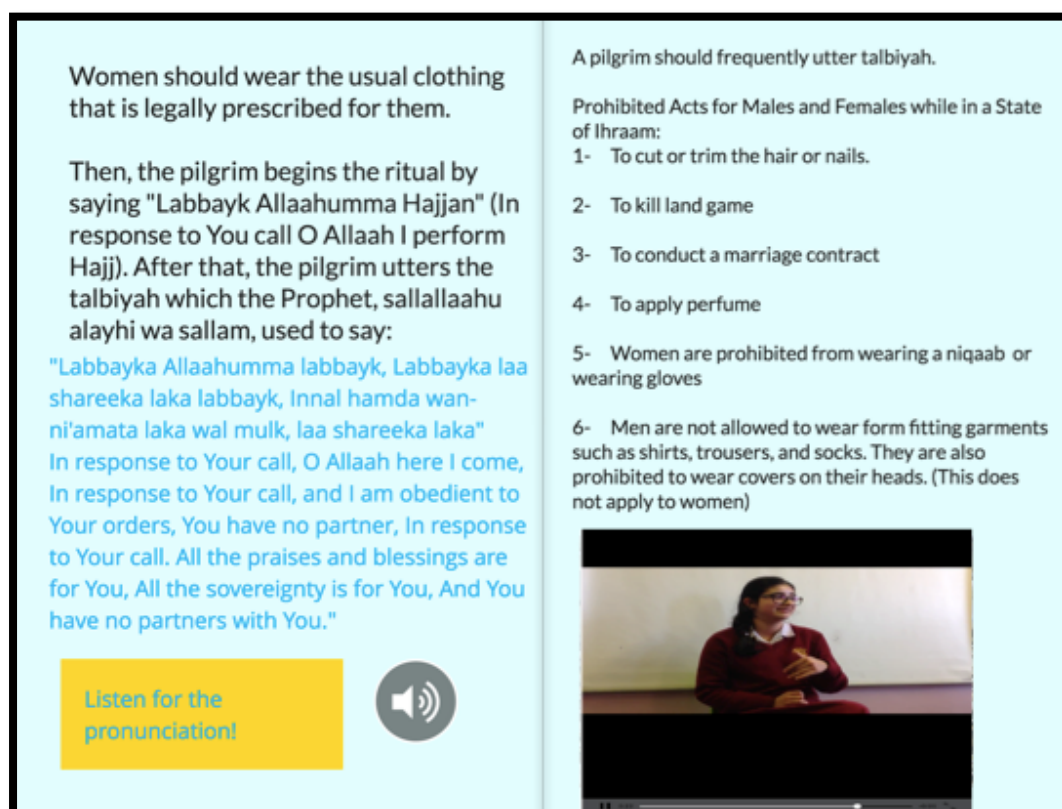 Women should wear the usual clothing
that is legally prescribed for them.
Then, the pilgrim begins the ritual by
saying "Labbayk Allaahumma Hajjan" (In
response to You call O Allaah I perform
Hajj). After that, the pilgrim utters the
talbiyah which the Prophet, sallallaahu
alayhi wa sallam, used to say:
"Labbayka Allaahumma labbayk, Labbayka laa
shareeka laka labbayk, Innal hamda wan-
ni'amata laka wal mulk, laa shareeka laka"
In response to Your call, O Allaah here I come,
In response to Your call, and I am obedient to
Your orders, You have no partner, In response
to Your call. All the praises and blessings are
for You, All the sovereignty is for You, And You
have no partners with You."
Listen for the
pronunciation!
A pilgrim should frequently utter talbiyah.
Prohibited Acts for Males and Females while in a State
of Ihraam:
1- To cut or trim the hair or nails.
2- To kill land game
3- To conduct a marriage contract
4- To apply perfume
5- Women are prohibited from wearing a niqaab or
wearing gloves
6- Men are not allowed to wear form fitting garments
such as shirts, trousers, and socks. They are also
prohibited to wear covers on their heads. (This does
not apply to women)